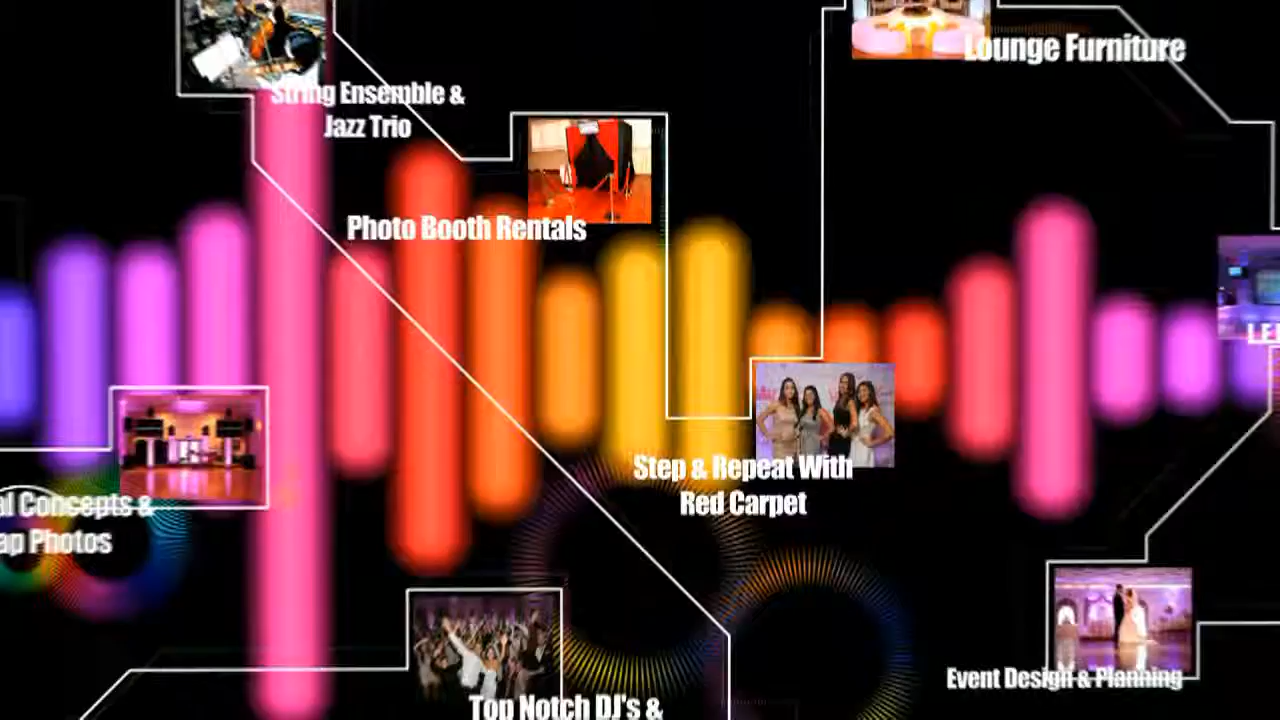 Lounge Furniture
String Ensemble &
Jazz Trio
Photo Booth Rentals
Step & Repeat With
Red Carpet
Concepts &
Photos
Event Design & Planning
Top Notch DJ's &